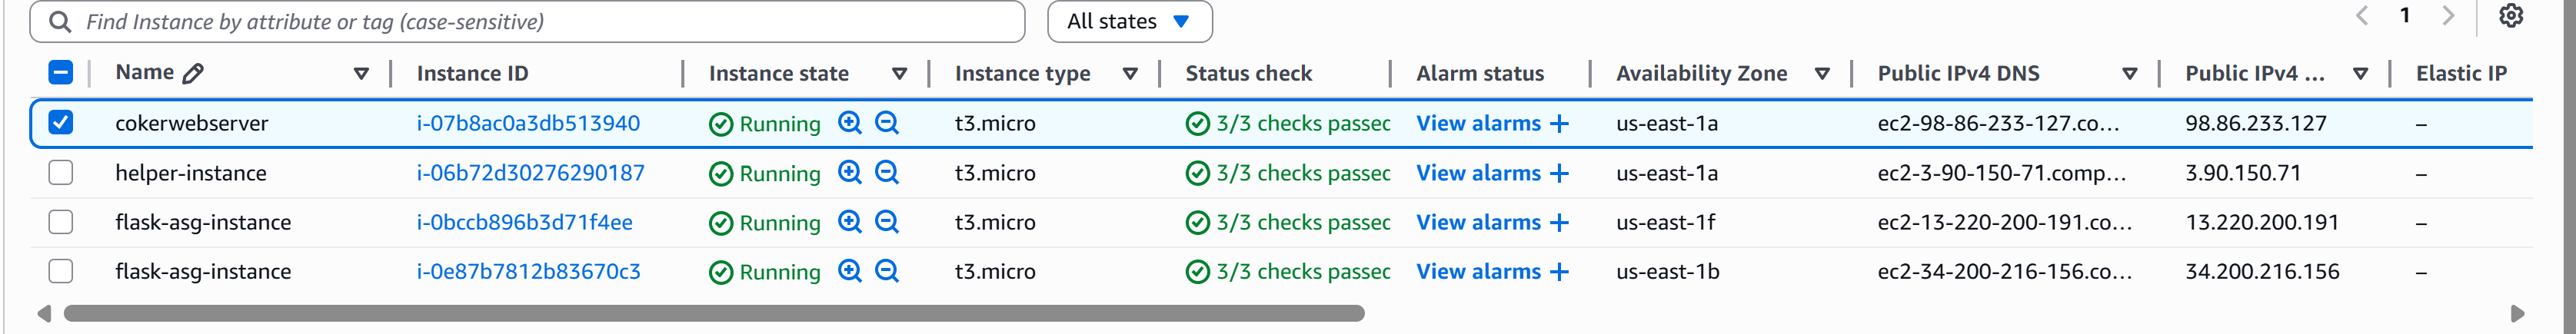 Find Instance by attribute or tag (case-sensitive) All states 1
Name Instance ID Instance state Instance type Status check Alarm status Availability Zone Public IPv4 DNS Public IPv4 ... Elastic IP
cokerwebserver i-07b8ac0a3db513940 Running t3.micro 3/3 checks passec View alarms + us-east-1a ec2-98-86-233-127.co... 98.86.233.127 –
helper-instance i-06b72d30276290187 Running t3.micro 3/3 checks passec View alarms + us-east-1a ec2-3-90-150-71.comp... 3.90.150.71 –
flask-asg-instance i-0bccb896b3d71f4ee Running t3.micro 3/3 checks passec View alarms + us-east-1f ec2-13-220-200-191.co... 13.220.200.191 –
flask-asg-instance i-0e87b7812b83670c3 Running t3.micro 3/3 checks passec View alarms + us-east-1b ec2-34-200-216-156.co... 34.200.216.156 –